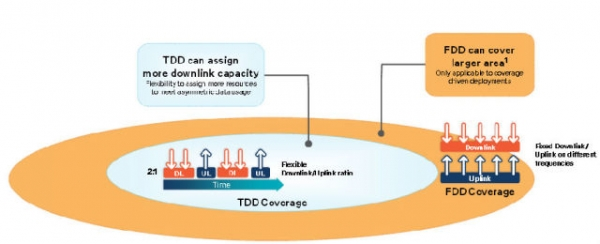 TDD can assign
more downlink capacity
Flexibility to assign more resources
to meet asymmetric data usage
FDD can cover
larger area1
Only applicable to coverage
driven deployments
2:1
DL
UL
DL
UL
Time
Flexible
Downlink/Uplink ratio
TDD Coverage
Downlink
Uplink
Fixed Downlink/
Uplink on different
frequencies
FDD Coverage